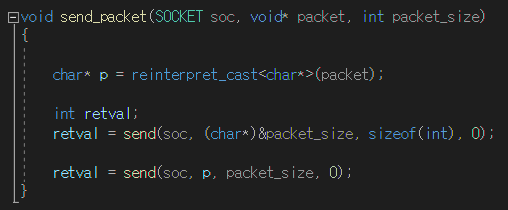 void send_packet(SOCKET soc, void* packet, int packet_size)
{
char* p = reinterpret_cast<char*>(packet);
int retval;
retval = send(soc, (char*)&packet_size, sizeof(int), 0);
retval = send(soc, p, packet_size, 0);
}